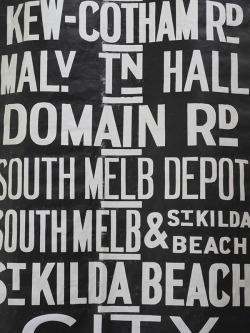 KEW-COTHAM RD
MALV TN HALL
DOMAIN RD
SOUTH MELB DEPOT
SOUTH MELB & ST KILDA BEACH
ST KILDA BEACH
CITY